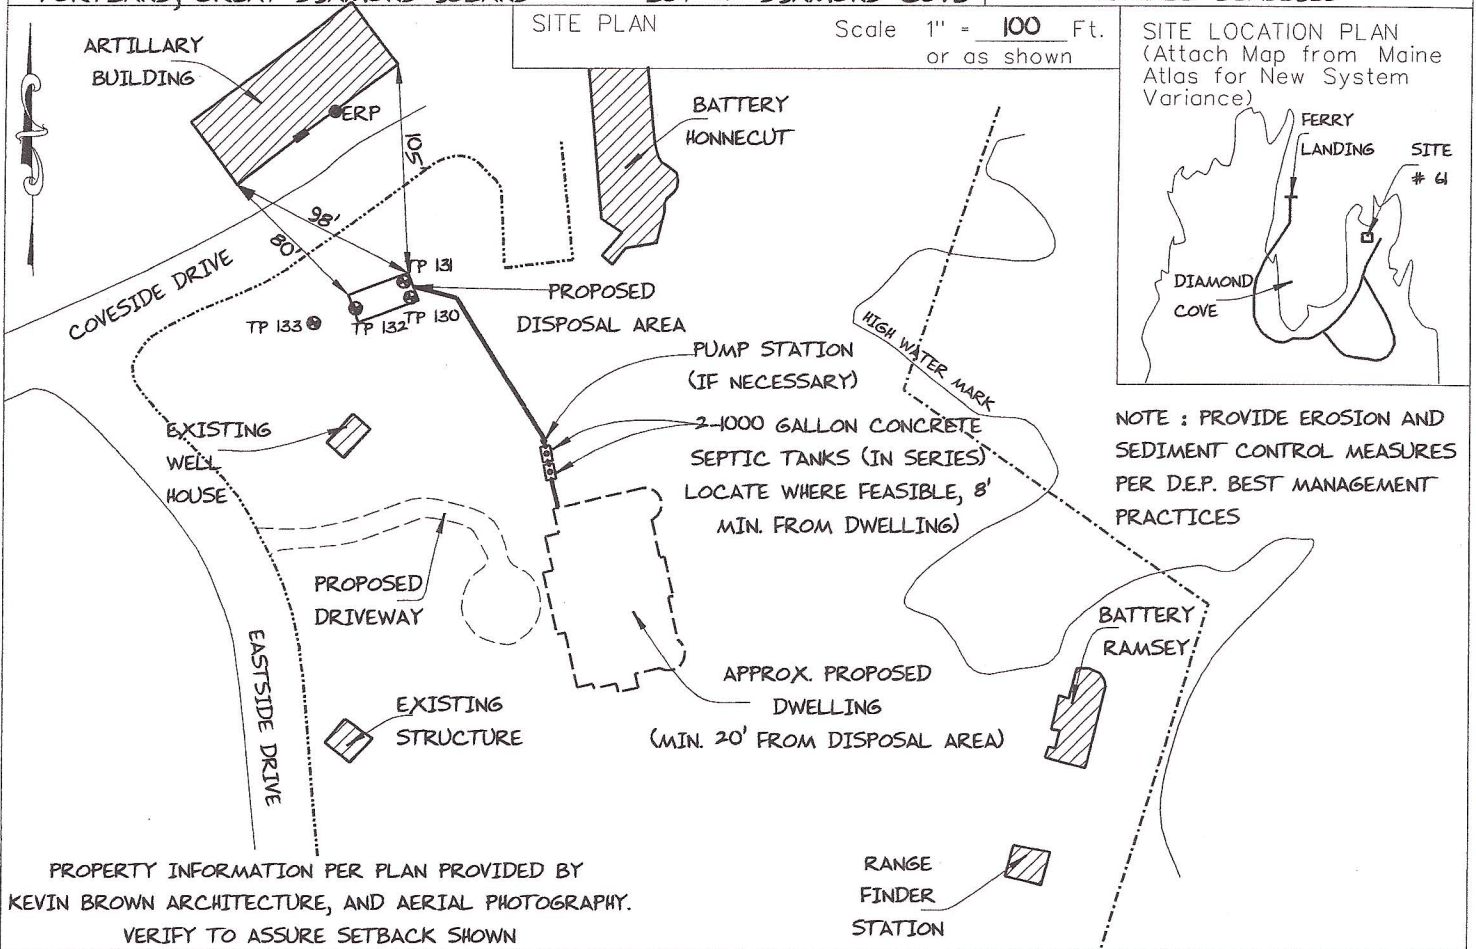 SITE PLAN
Scale 1" = 100 Ft.
or as shown
SITE LOCATION PLAN
(Attach Map from Maine
Atlas for New System
Variance)
FERRY
LANDING
SITE
# 61
DIAMOND
COVE
ARTILLARY
BUILDING
ERP
BATTERY
HONNECUT
105'
98'
80'
COVESIDE DRIVE
TP 131
TP 130
TP 132
TP 133
PROPOSED
DISPOSAL AREA
HIGH WATER MARK
PUMP STATION
(IF NECESSARY)
2-1000 GALLON CONCRETE
SEPTIC TANKS (IN SERIES)
LOCATE WHERE FEASIBLE, 8'
MIN. FROM DWELLING)
NOTE : PROVIDE EROSION AND
SEDIMENT CONTROL MEASURES
PER D.E.P. BEST MANAGEMENT
PRACTICES
EXISTING
WELL
HOUSE
PROPOSED
DRIVEWAY
EASTSIDE DRIVE
EXISTING
STRUCTURE
APPROX. PROPOSED
DWELLING
(MIN. 20' FROM DISPOSAL AREA)
BATTERY
RAMSEY
RANGE
FINDER
STATION
PROPERTY INFORMATION PER PLAN PROVIDED BY
KEVIN BROWN ARCHITECTURE, AND AERIAL PHOTOGRAPHY.
VERIFY TO ASSURE SETBACK SHOWN